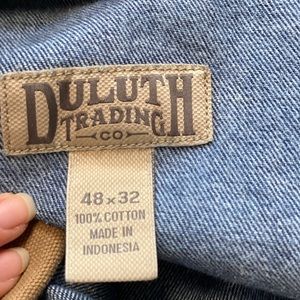 DULUTH
TRADING
CO
48 x 32
100% COTTON
MADE IN
INDONESIA